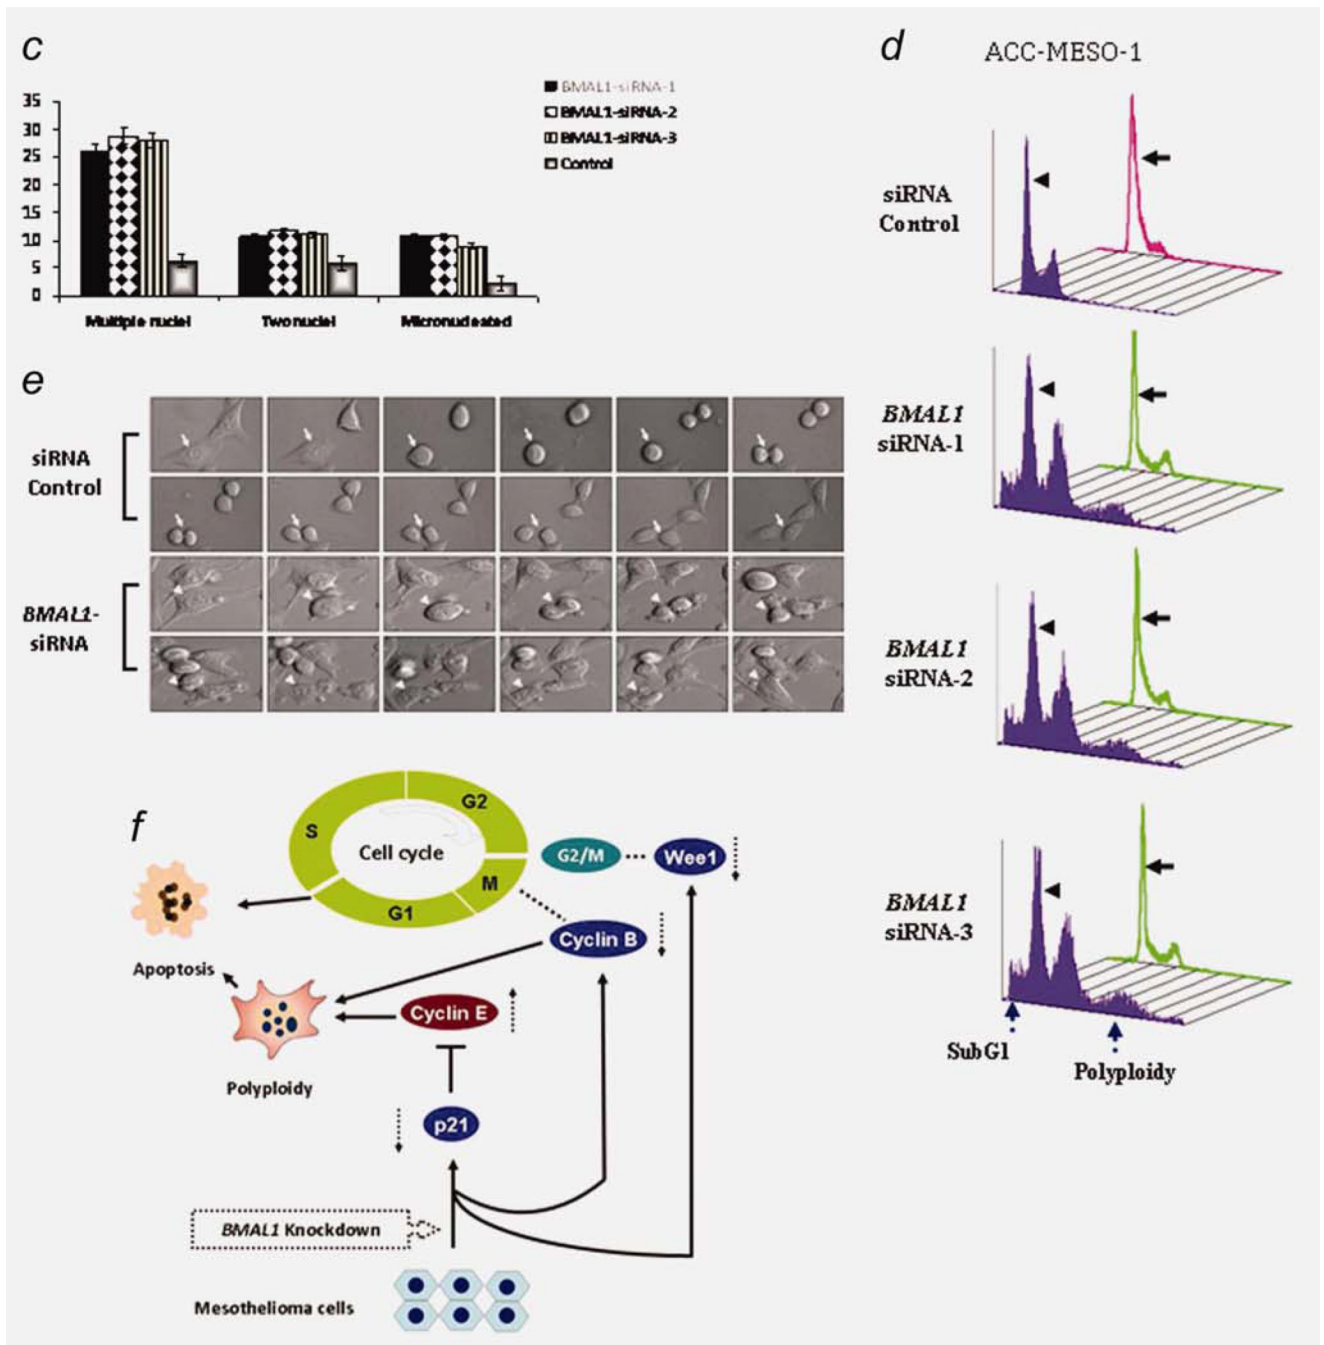 c
BMAL1-siRNA-1
BMAL1-siRNA-2
BMAL1-siRNA-3
Control
35
30
25
20
15
10
5
0
Multiple nuclei
Two nuclei
Micronudeated
d
ACC-MESO-1
siRNA
Control
BMAL1
siRNA-1
BMAL1
siRNA-2
BMAL1
siRNA-3
SubG1
Polyploidy
e
siRNA
Control
BMAL1-
siRNA
f
S
G2
Cell cycle
M
G1
G2/M
Wee1
Cyclin B
Apoptosis
Cyclin E
Polyploidy
p21
BMAL1 Knockdown
Mesothelioma cells